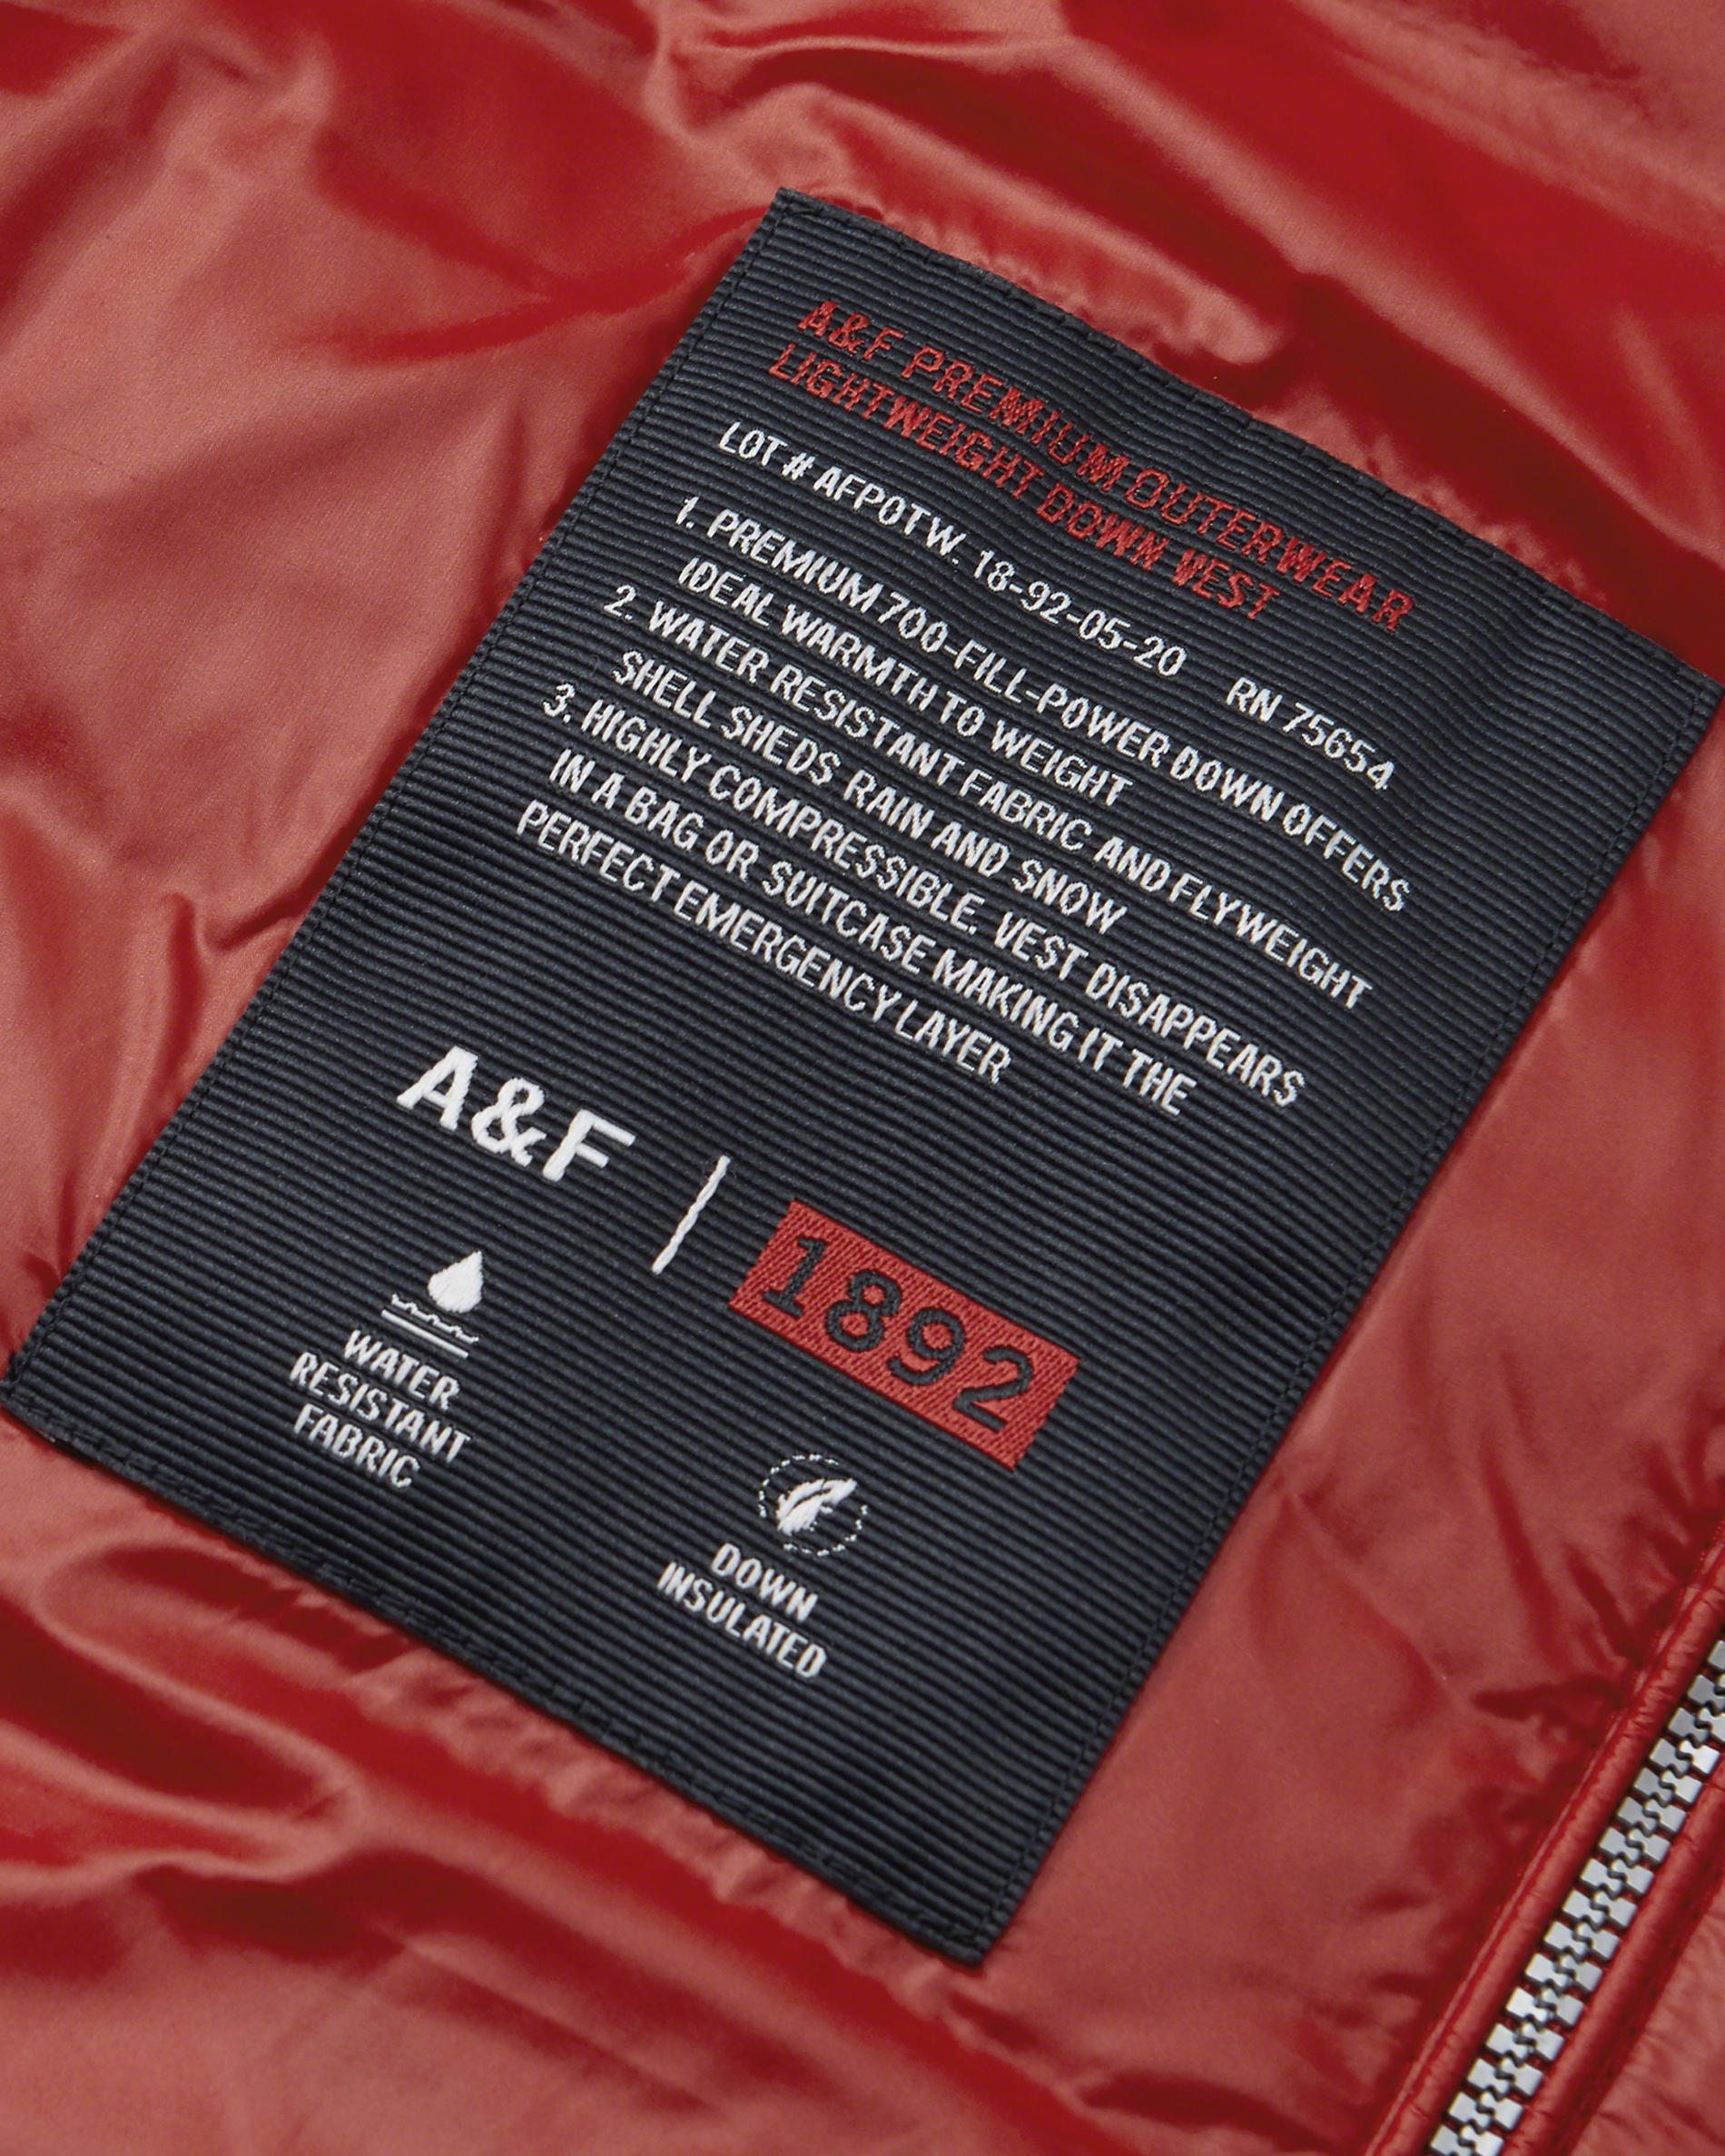 A&F PREMIUM OUTERWEAR
LIGHTWEIGHT DOWN VEST
LOT # AFPOTW. 18-92-05-20 RN 75654
1. PREMIUM 700-FILL-POWER DOWN OFFERS
IDEAL WARMTH TO WEIGHT
2. WATER RESISTANT FABRIC AND FLYWEIGHT
SHELL SHEDS RAIN AND SNOW
3. HIGHLY COMPRESSIBLE. VEST DISAPPEARS
IN A BAG OR SUITCASE MAKING IT THE
PERFECT EMERGENCY LAYER
A&F | 1892
WATER
RESISTANT
FABRIC
DOWN
INSULATED